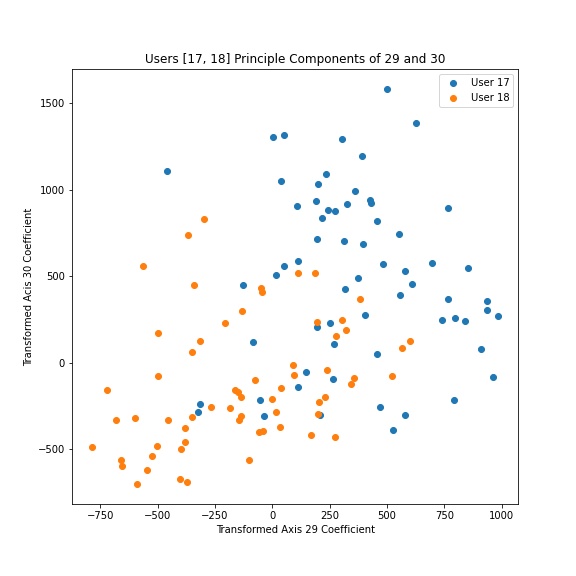 Users [17, 18] Principle Components of 29 and 30
User 17
User 18
Transformed Acis 30 Coefficient
1500
1000
500
0
−500
−750
−500
−250
0
250
500
750
1000
Transformed Axis 29 Coefficient